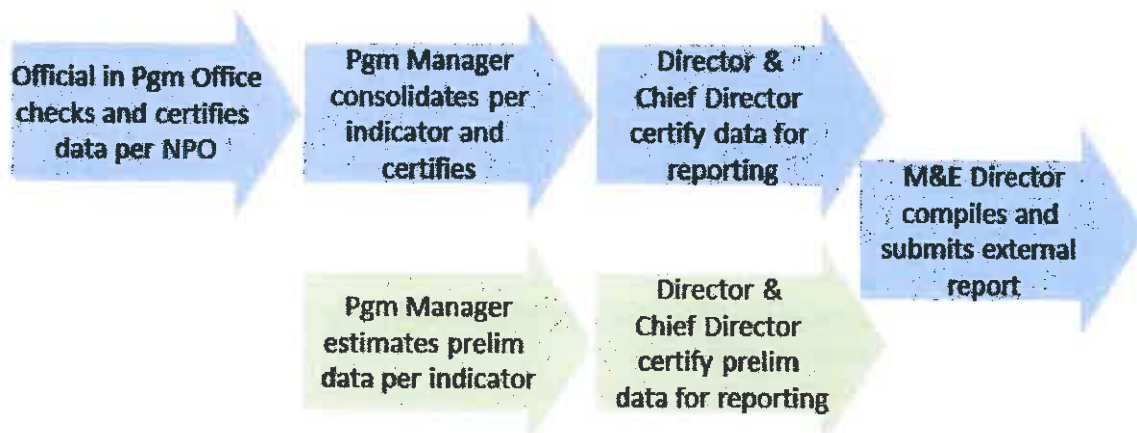 Official in Pgm Office
checks and certifies
data per NPO
Pgm Manager
consolidates per
indicator and
certifies
Director &
Chief Director
certify data for
reporting
M&E Director
compiles and
submits external
report
Pgm Manager
estimates prelim
data per indicator
Director &
Chief Director
certify prelim
data for reporting